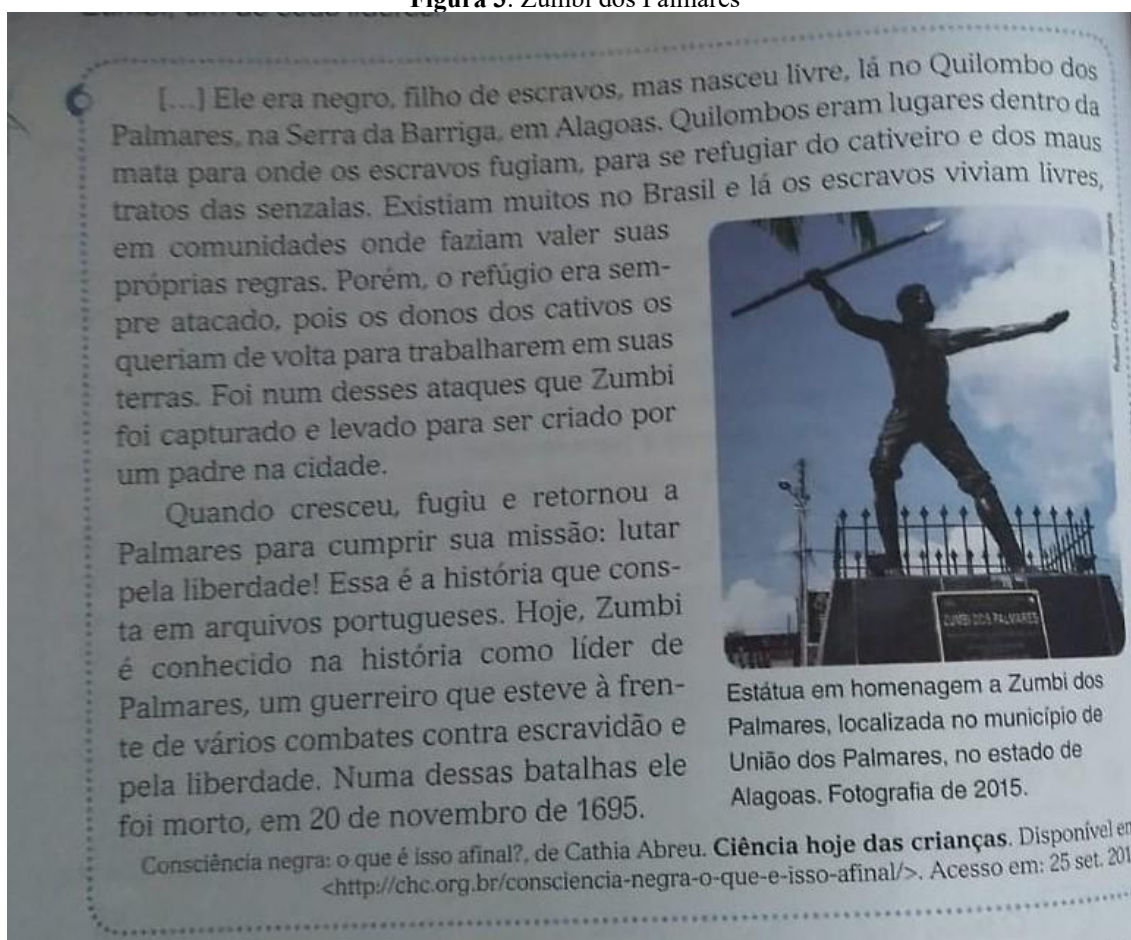 Figura 3: Zumbi dos Palmares
[...] Ele era negro, filho de escravos, mas nasceu livre, lá no Quilombo dos
Palmares, na Serra da Barriga, em Alagoas. Quilombos eram lugares dentro da
mata para onde os escravos fugiam, para se refugiar do cativeiro e dos maus
tratos das senzalas. Existiam muitos no Brasil e lá os escravos viviam livres,
em comunidades onde faziam valer suas
próprias regras. Porém, o refúgio era sem-
pre atacado, pois os donos dos cativos os
queriam de volta para trabalharem em suas
terras. Foi num desses ataques que Zumbi
foi capturado e levado para ser criado por
um padre na cidade.
Quando cresceu, fugiu e retornou a
Palmares para cumprir sua missão: lutar
pela liberdade! Essa é a história que cons-
ta em arquivos portugueses. Hoje, Zumbi
é conhecido na história como líder de
Palmares, um guerreiro que esteve à fren-
te de vários combates contra escravidão e
pela liberdade. Numa dessas batalhas ele
foi morto, em 20 de novembro de 1695.
ZUMBI DOS PALMARES
Estátua em homenagem a Zumbi dos
Palmares, localizada no município de
União dos Palmares, no estado de
Alagoas. Fotografia de 2015.
Consciência negra: o que é isso afinal?, de Cathia Abreu. Ciência hoje das crianças. Disponível em
<http://chc.org.br/consciencia-negra-o-que-e-isso-afinal/>. Acesso em: 25 set. 201